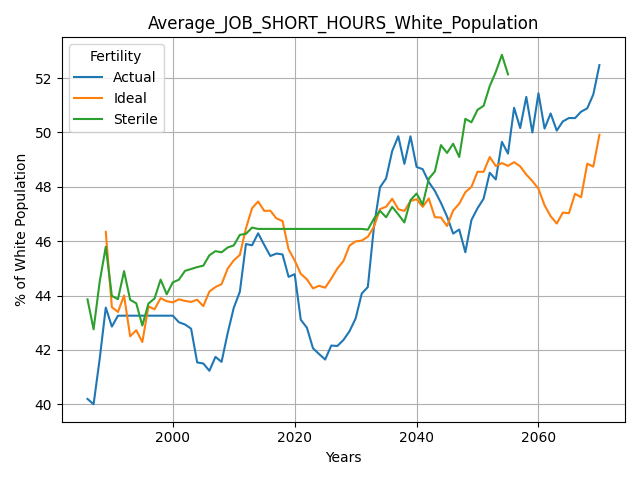 Average_JOB_SHORT_HOURS_White_Population
Fertility
Actual
Ideal
Sterile
% of White Population
52
50
48
46
44
42
40
2000
2020
2040
2060
Years